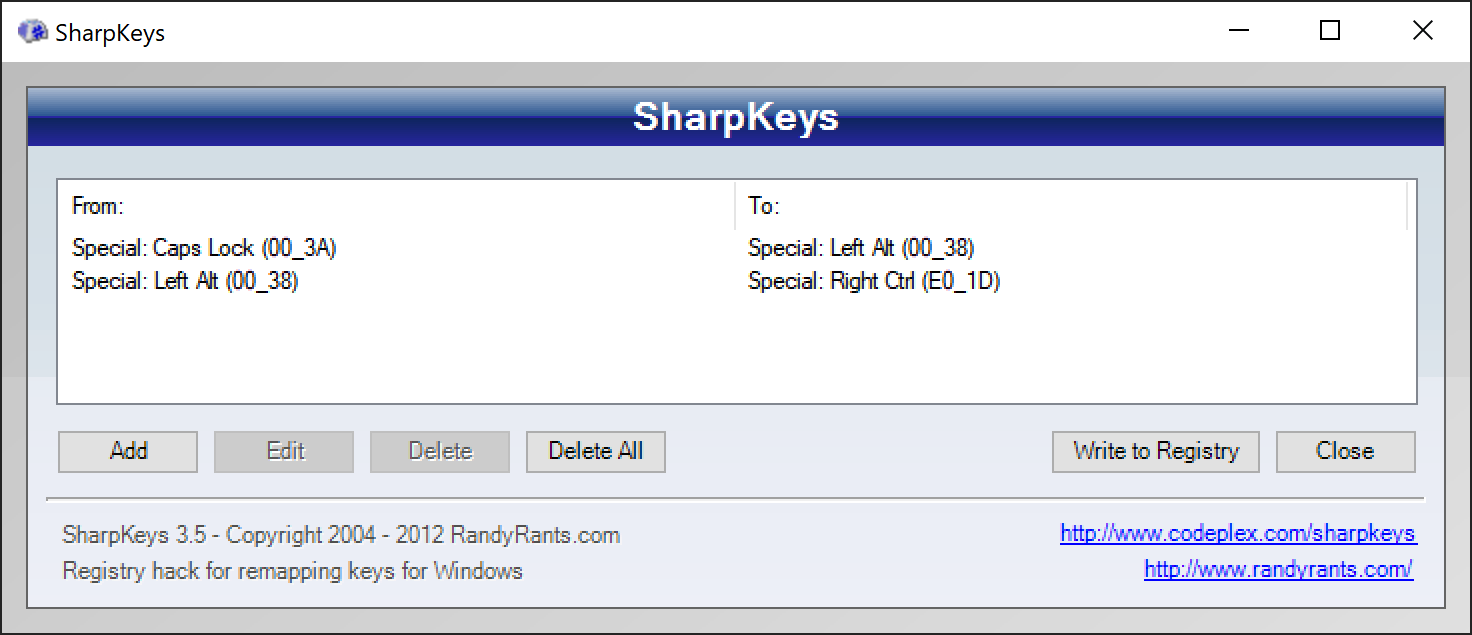 SharpKeys
SharpKeys
From: To:
Special: Caps Lock (00_3A) Special: Left Alt (00_38)
Special: Left Alt (00_38) Special: Right Ctrl (E0_1D)
Add Edit Delete Delete All Write to Registry Close
SharpKeys 3.5 - Copyright 2004 - 2012 RandyRants.com http://www.codeplex.com/sharpkeys
Registry hack for remapping keys for Windows http://www.randyrants.com/